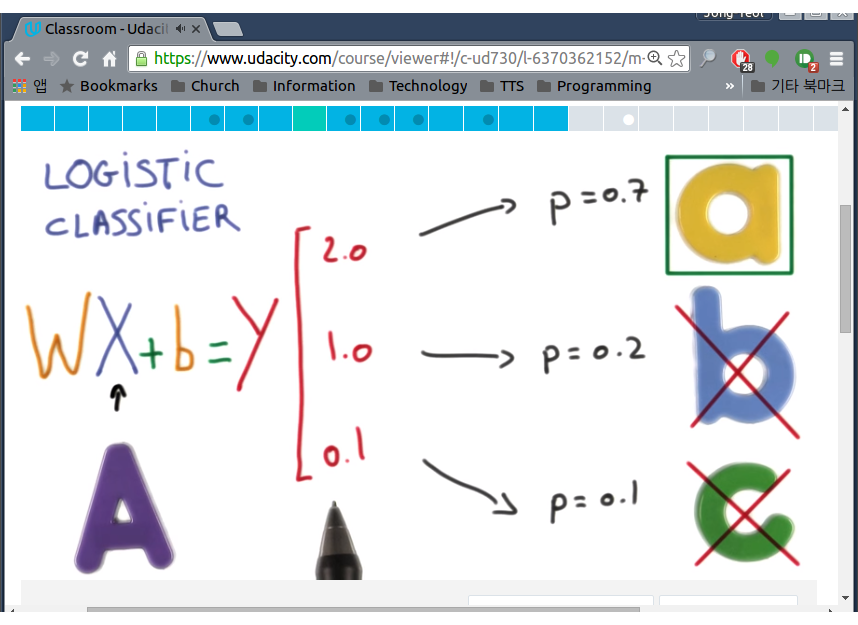 Jong Yeol
Classroom - Udacit
https://www.udacity.com/course/viewer#!/c-ud730/l-6370362152/m-
28
2
앱 Bookmarks Church Information Technology TTS Programming » 기타 북마크
LOGISTIC
CLASSIFIER
WX+b=Y
2.0
1.0
0.1
p=0.7
p=0.2
p=0.1
A
a
b
c